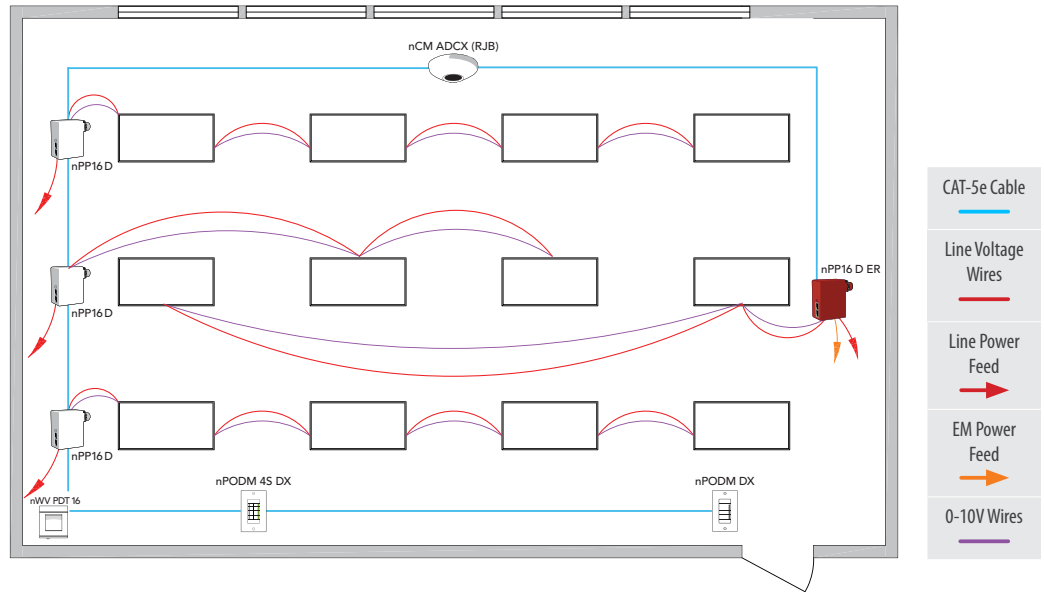 nCM ADCX (RJB)
nPP16 D
nPP16 D ER
nPP16 D
nPP16 D
nPODM 4S DX
nPODM DX
nWV PDT 16
CAT-5e Cable
Line Voltage
Wires
Line Power
Feed
EM Power
Feed
0-10V Wires